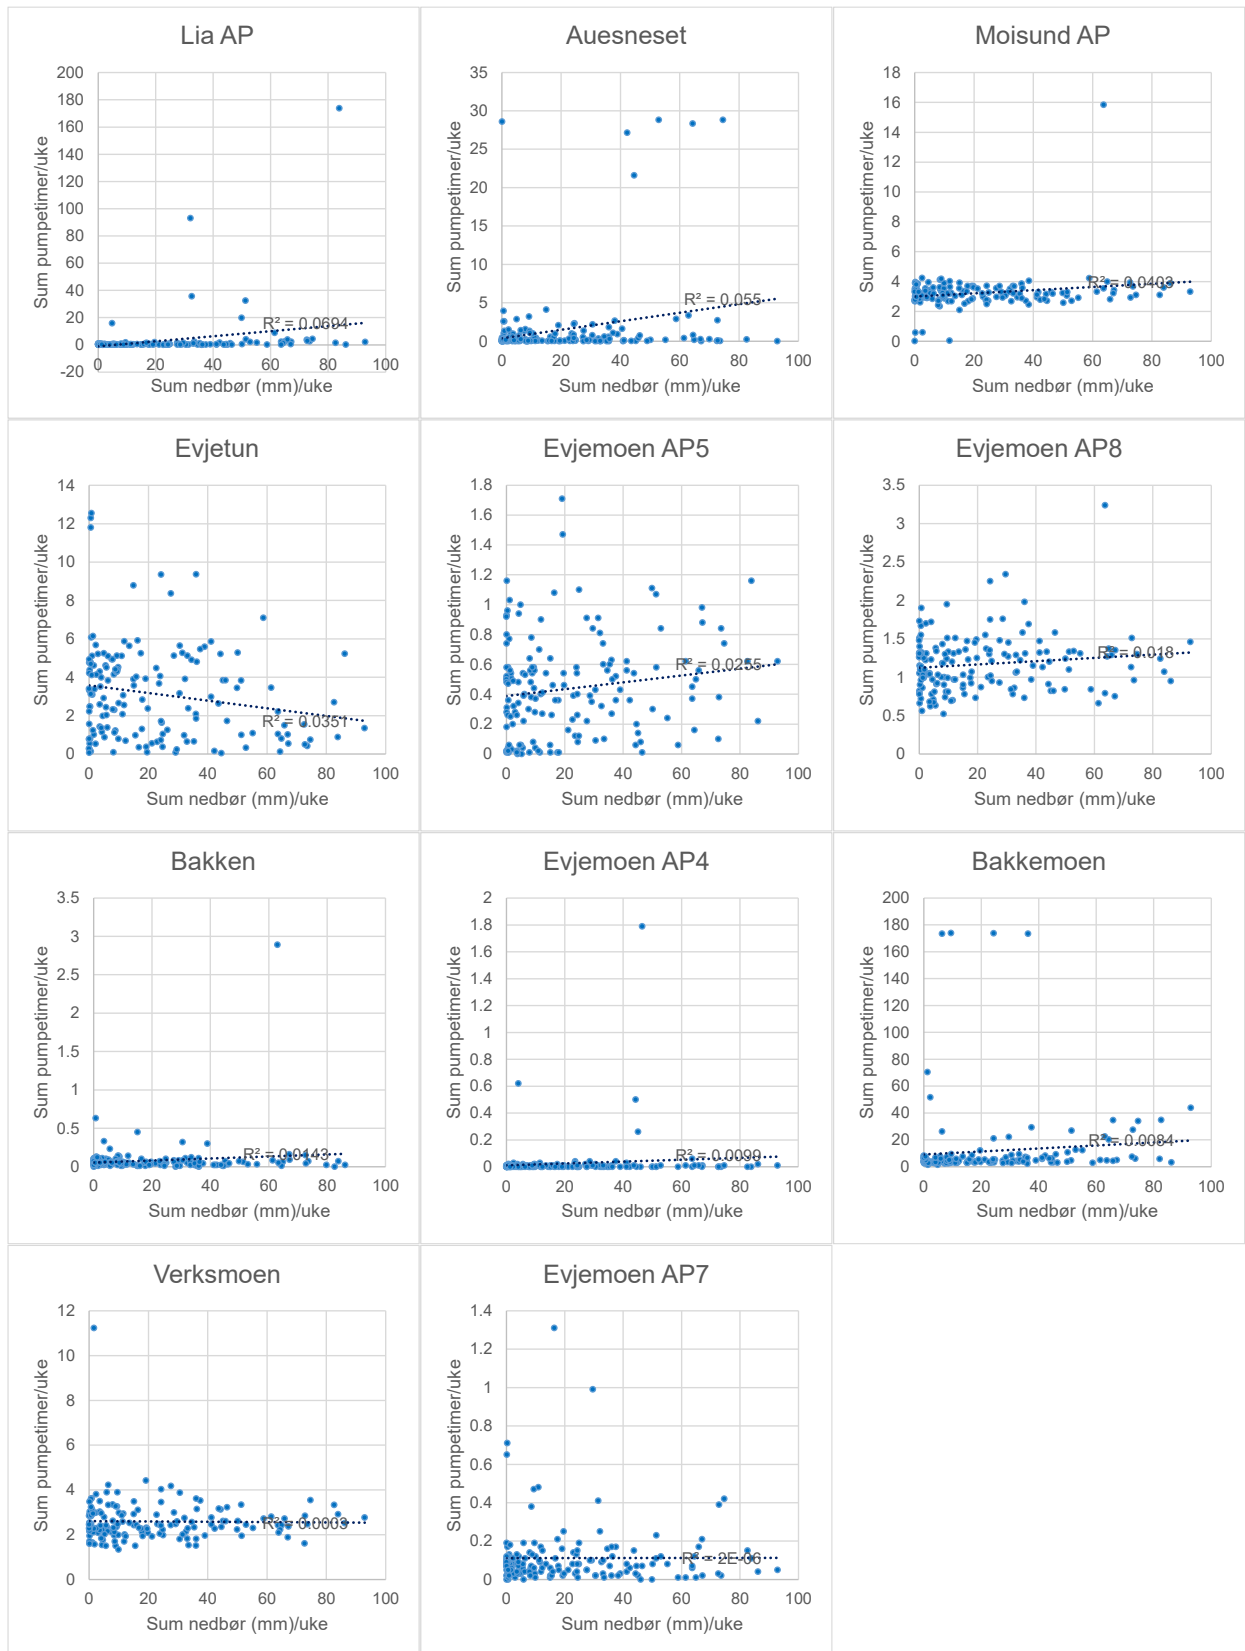 Lia AP
200
180
160
140
120
100
80
60
40
20
0
-20
0 20 40 60 80 100
Sum pumpetimer/uke
Sum nedbør (mm)/uke
R² = 0.0694
Auesneset
35
30
25
20
15
10
5
0
0 20 40 60 80 100
Sum pumpetimer/uke
Sum nedbør (mm)/uke
R² = 0.055
Moisund AP
18
16
14
12
10
8
6
4
2
0
0 20 40 60 80 100
Sum pumpetimer/uke
Sum nedbør (mm)/uke
R² = 0.0403
Evjetun
14
12
10
8
6
4
2
0
0 20 40 60 80 100
Sum pumpetimer/uke
Sum nedbør (mm)/uke
R² = 0.0351
Evjemoen AP5
1.8
1.6
1.4
1.2
1
0.8
0.6
0.4
0.2
0
0 20 40 60 80 100
Sum pumpetimer/uke
Sum nedbør (mm)/uke
R² = 0.0255
Evjemoen AP8
3.5
3
2.5
2
1.5
1
0.5
0
0 20 40 60 80 100
Sum pumpetimer/uke
Sum nedbør (mm)/uke
R² = 0.018
Bakken
3.5
3
2.5
2
1.5
1
0.5
0
0 20 40 60 80 100
Sum pumpetimer/uke
Sum nedbør (mm)/uke
R² = 0.0143
Evjemoen AP4
2
1.8
1.6
1.4
1.2
1
0.8
0.6
0.4
0.2
0
0 20 40 60 80 100
Sum pumpetimer/uke
Sum nedbør (mm)/uke
R² = 0.0099
Bakkemoen
200
180
160
140
120
100
80
60
40
20
0
0 20 40 60 80 100
Sum pumpetimer/uke
Sum nedbør (mm)/uke
R² = 0.0084
Verksmoen
12
10
8
6
4
2
0
0 20 40 60 80 100
Sum pumpetimer/uke
Sum nedbør (mm)/uke
R² = 0.0003
Evjemoen AP7
1.4
1.2
1
0.8
0.6
0.4
0.2
0
0 20 40 60 80 100
Sum pumpetimer/uke
Sum nedbør (mm)/uke
R² = 2E-06